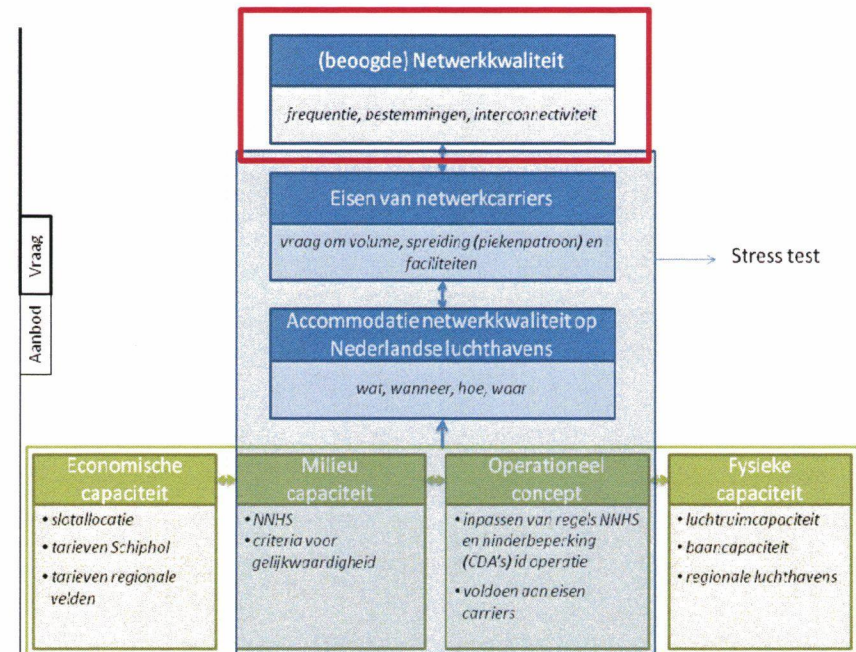 (beoogde) Netwerkkwaliteit
frequentie, bestemmingen, interconnectiviteit
Eisen van netwerkcarriers
vraag om volume, spreiding (piekenpatroon) en
faciliteiten
Vraag
Aanbod
Stress test
Accommodatie netwerkkwaliteit op
Nederlandse luchthavens
wat, wanneer, hoe, waar
Economische
capaciteit
• slotallocatie
• tarieven Schiphol
• tarieven regionale
velden
Milieu
capaciteit
• NNHS
• criteria voor
gelijkwaardigheid
Operationeel
concept
• inpassen van regels NNHS
en hinderbeperking
(CDA's) id operatie
• voldoen aan eisen
carriers
Fysieke
capaciteit
• luchtruimcapaciteit
• baancapaciteit
• regionale luchthavens